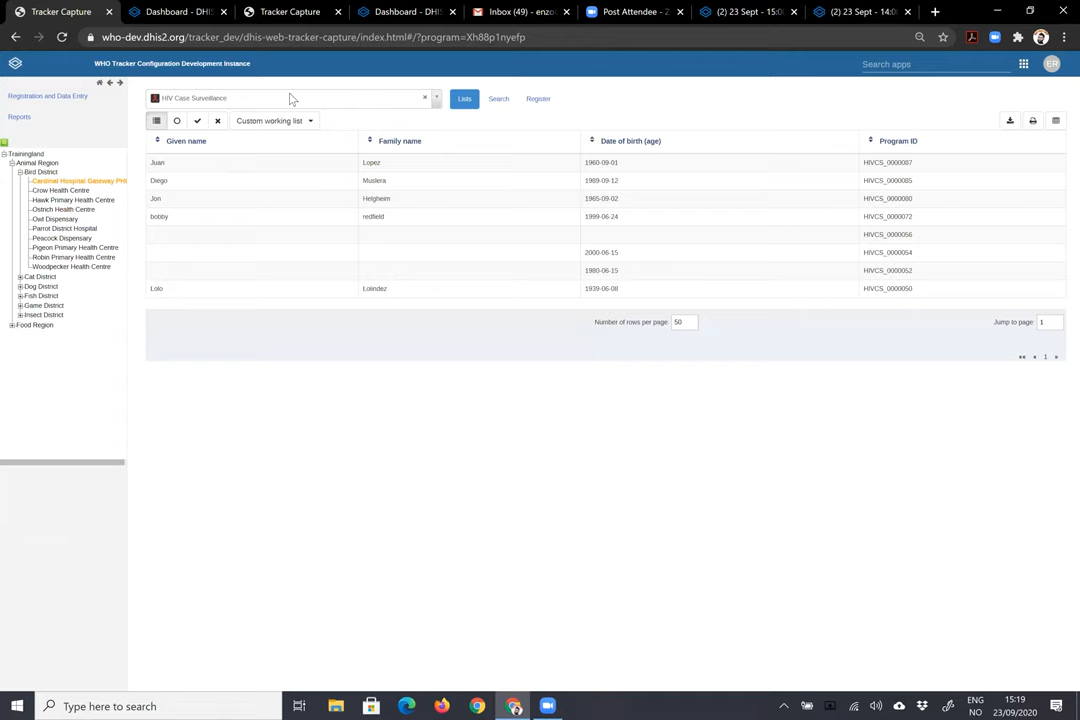 Tracker Capture
Dashboard - DHIS
Tracker Capture
Dashboard - DHIS
Inbox (49) - enzo
Post Attendee - Z
(2) 23 Sept - 15:0
(2) 23 Sept - 14:0
who-dev.dhis2.org/tracker_dev/dhis-web-tracker-capture/index.html#/?program=Xh88p1nyefp
WHO Tracker Configuration Development Instance
Search apps
ER
Registration and Data Entry
Reports
HIV Case Surveillance
Lists
Search
Register
Custom working list
Trainingland
Animal Region
Bird District
Cardinal Hospital Gateway PHC
Crow Health Centre
Hawk Primary Health Centre
Ostrich Health Centre
Owl Dispensary
Parrot District Hospital
Peacock Dispensary
Pigeon Primary Health Centre
Robin Primary Health Centre
Woodpecker Health Centre
Cat District
Dog District
Fish District
Game District
Insect District
Food Region
Given name Family name Date of birth (age) Program ID
Juan Lopez 1960-09-01 HIVCS_0000087
Diego Muslera 1989-09-12 HIVCS_0000085
Jon Helgheim 1965-09-02 HIVCS_0000080
bobby redfield 1999-06-24 HIVCS_0000072
HIVCS_0000056
2000-06-15 HIVCS_0000054
1980-06-15 HIVCS_0000052
Lolo Lolindez 1939-06-08 HIVCS_0000050
Number of rows per page: 50
Jump to page: 1
1
Type here to search
ENG
NO
15:19
23/09/2020